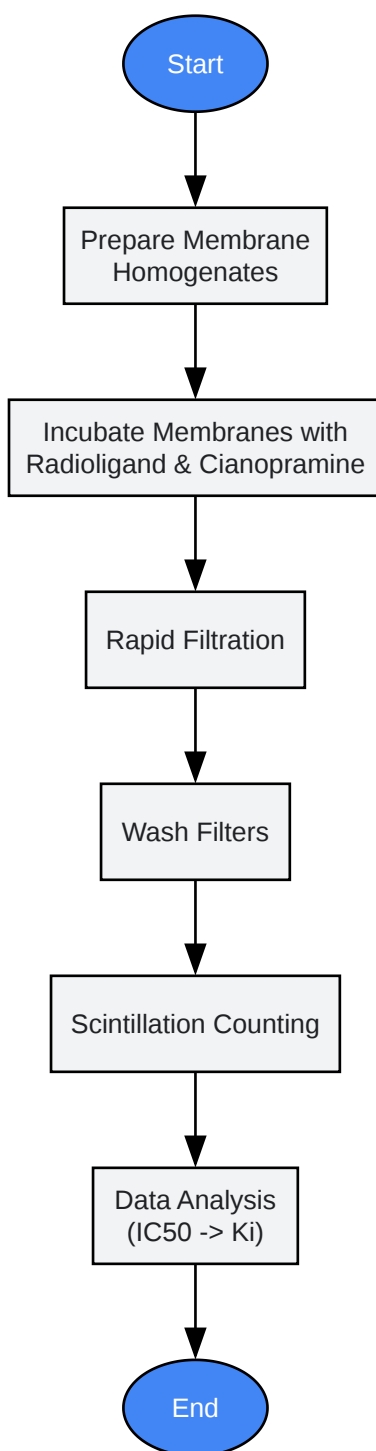 Start
Prepare Membrane
Homogenates
Incubate Membranes with
Radioligand & Cianopramine
Rapid Filtration
Wash Filters
Scintillation Counting
Data Analysis
(IC50 -> Ki)
End